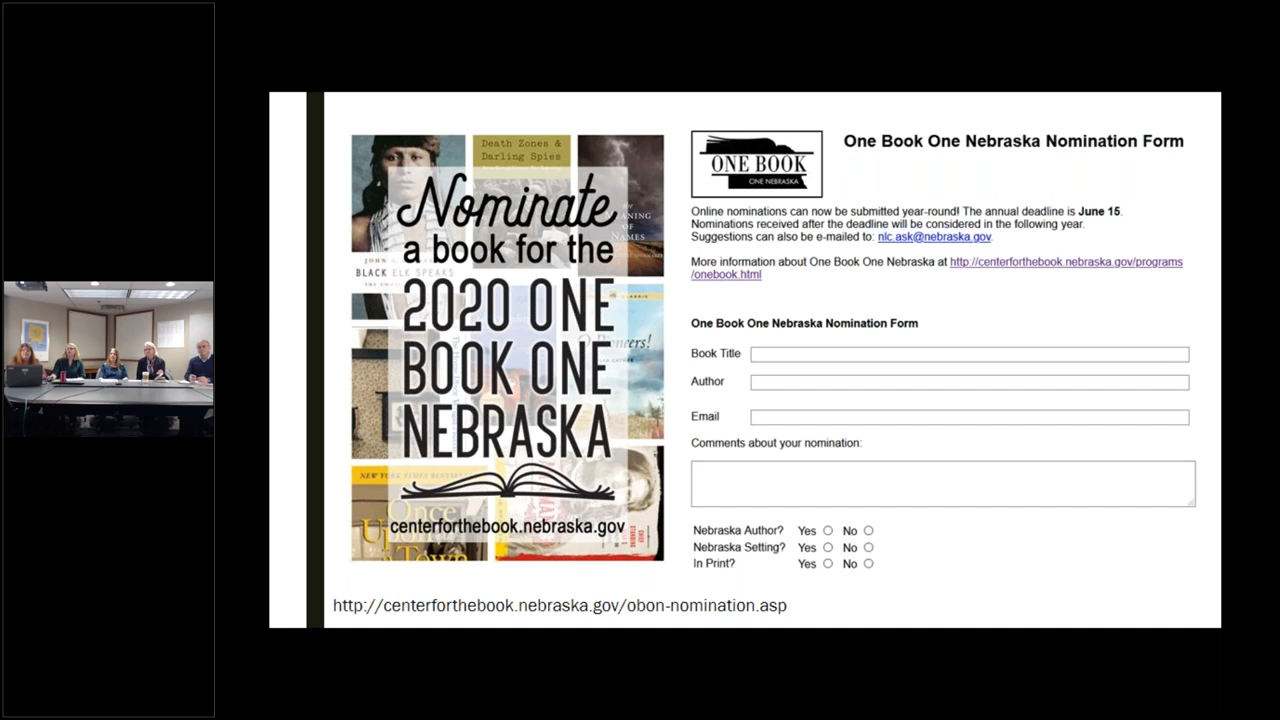 Death Zones &
Darling Spies
Nominate
a book for the
2020 ONE
BOOK ONE
NEBRASKA
centerforthebook.nebraska.gov
NAMES
BLACK ELK SPEAKS
Pioneers!
NEW YORK TIMES
Once
Upon
a Town
ONE BOOK
ONE NEBRASKA
One Book One Nebraska Nomination Form
Online nominations can now be submitted year-round! The annual deadline is June 15.
Nominations received after the deadline will be considered in the following year.
Suggestions can also be e-mailed to: nlc.ask@nebraska.gov.
More information about One Book One Nebraska at http://centerforthebook.nebraska.gov/programs
/onebook.html
One Book One Nebraska Nomination Form
Book Title
Author
Email
Comments about your nomination:
Nebraska Author? Yes No
Nebraska Setting? Yes No
In Print? Yes No
http://centerforthebook.nebraska.gov/obon-nomination.asp